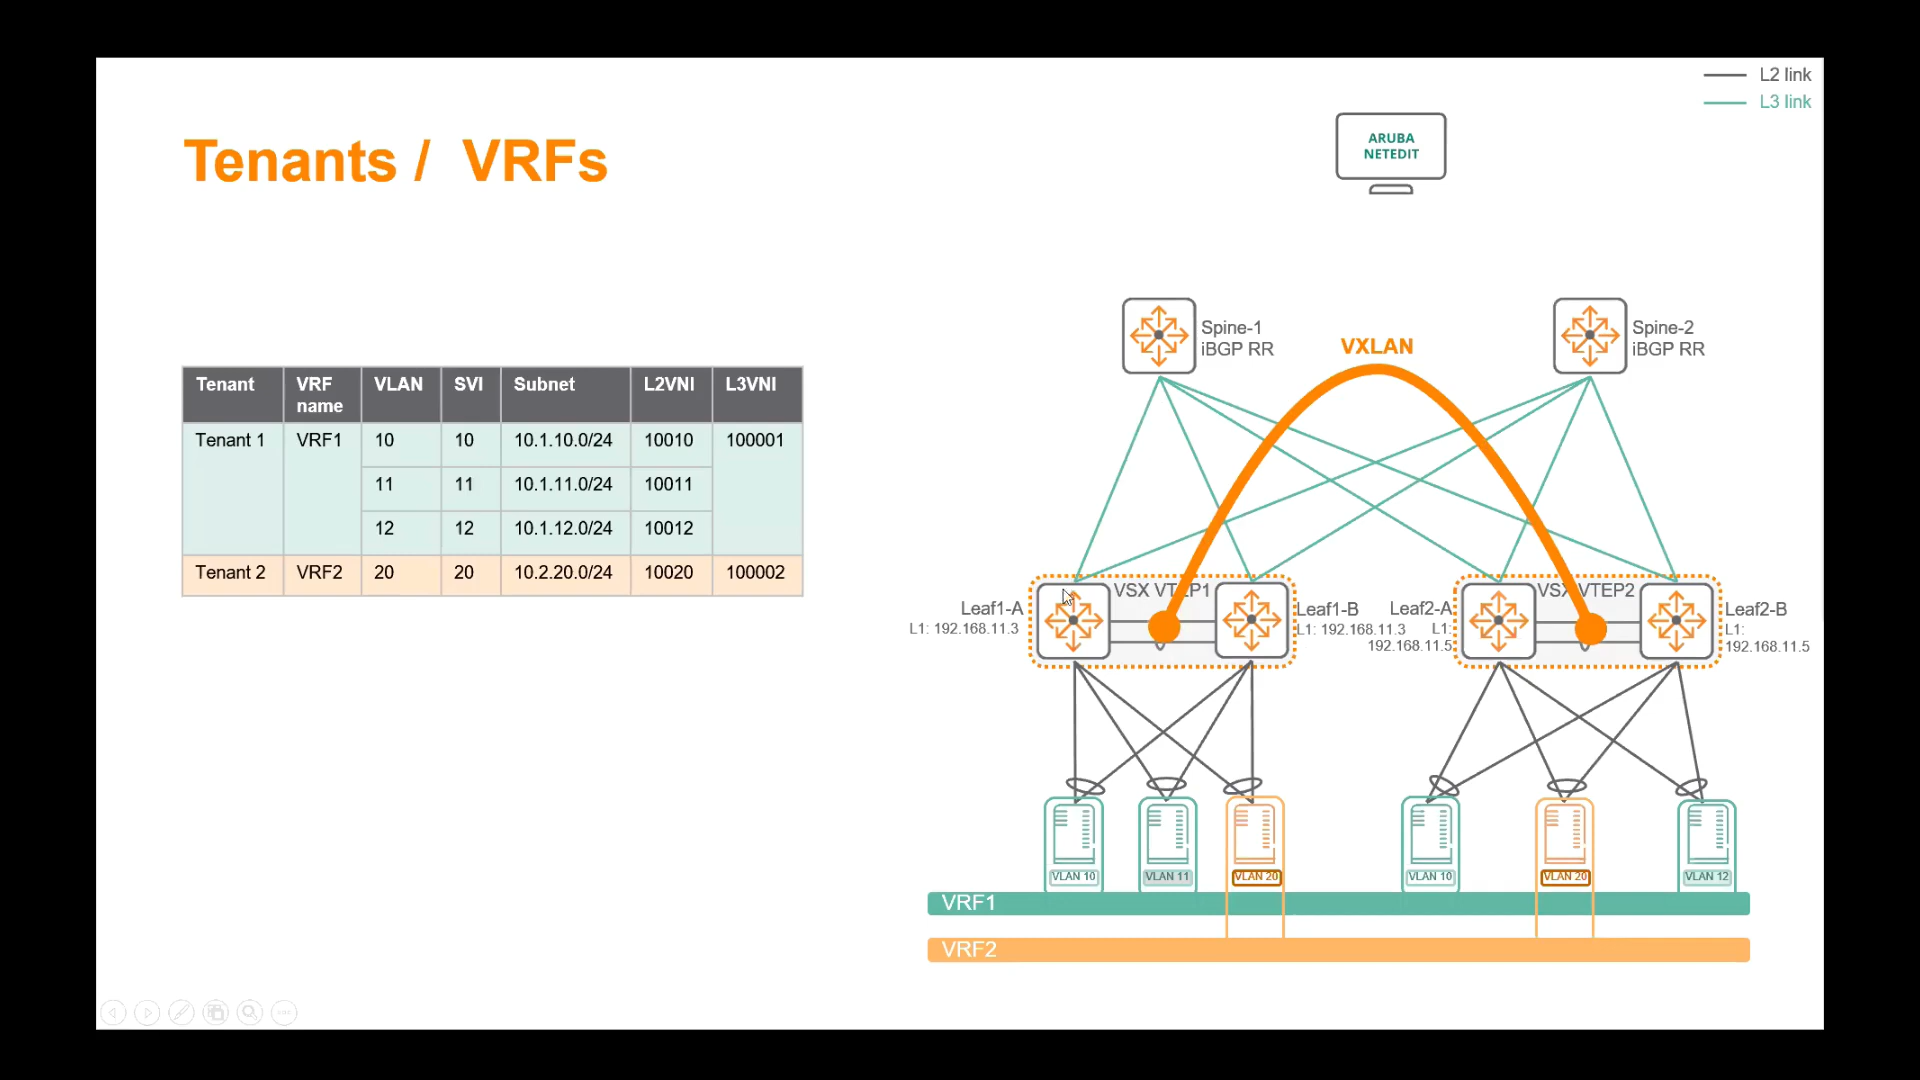 L2 link
L3 link
Tenants / VRFs
ARUBA
NETEDIT
Tenant VRF name VLAN SVI Subnet L2VNI L3VNI
Tenant 1 VRF1 10 10 10.1.10.0/24 10010 100001
11 11 10.1.11.0/24 10011
12 12 10.1.12.0/24 10012
Tenant 2 VRF2 20 20 10.2.20.0/24 10020 100002
Spine-1
iBGP RR
VXLAN
Spine-2
iBGP RR
VSX VTEP1
VSX VTEP2
Leaf1-A
L1: 192.168.11.3
Leaf1-B
L1: 192.168.11.3
Leaf2-A
L1:
192.168.11.5
Leaf2-B
L1:
192.168.11.5
VLAN 10
VLAN 11
VLAN 20
VLAN 10
VLAN 20
VLAN 12
VRF1
VRF2